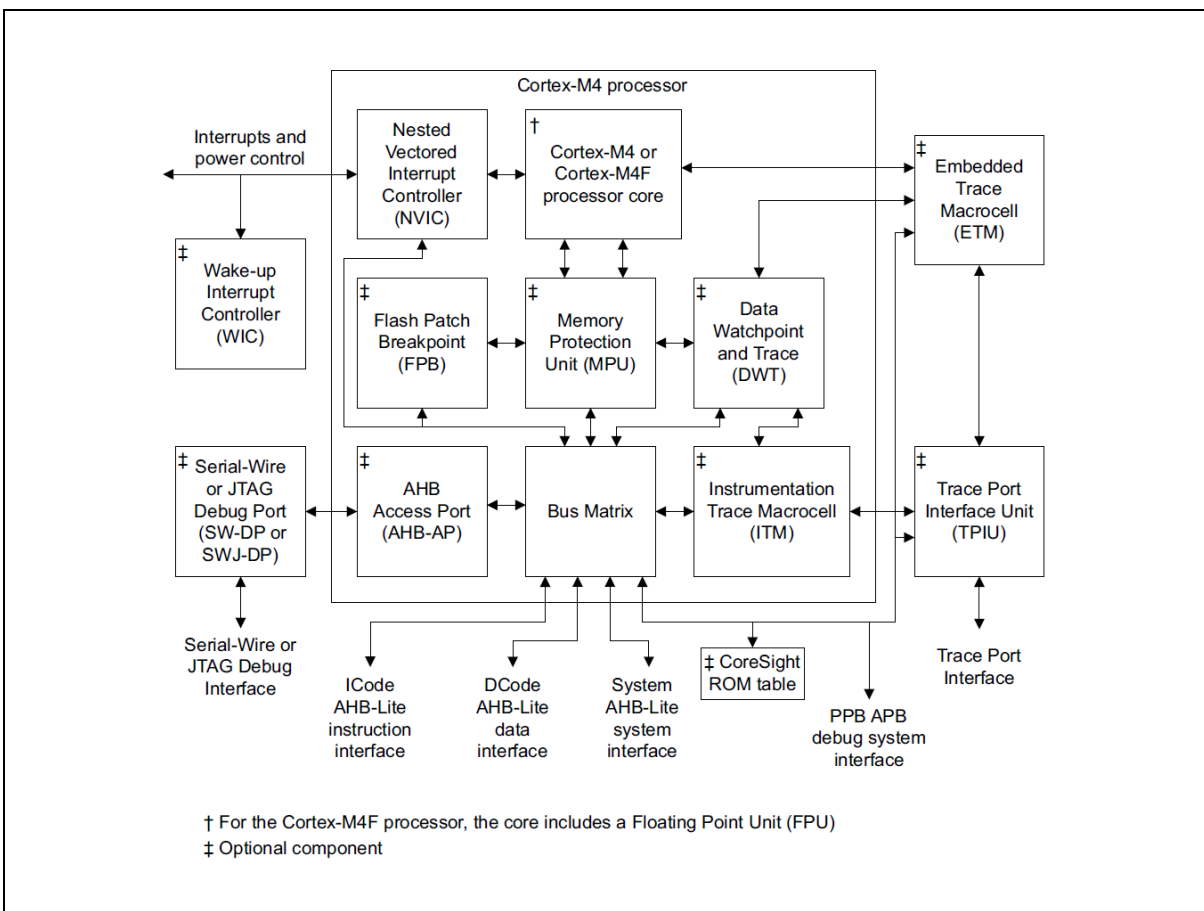 Cortex-M4 processor
Interrupts and
power control
Nested
Vectored
Interrupt
Controller
(NVIC)
†
Cortex-M4 or
Cortex-M4F
processor core
‡
Embedded
Trace
Macrocell
(ETM)
‡
Wake-up
Interrupt
Controller
(WIC)
‡
Flash Patch
Breakpoint
(FPB)
‡
Memory
Protection
Unit (MPU)
‡
Data
Watchpoint
and Trace
(DWT)
‡
Serial-Wire
or JTAG
Debug Port
(SW-DP or
SWJ-DP)
‡
AHB
Access Port
(AHB-AP)
Bus Matrix
‡
Instrumentation
Trace Macrocell
(ITM)
‡
Trace Port
Interface Unit
(TPIU)
Serial-Wire or
JTAG Debug
Interface
ICode
AHB-Lite
instruction
interface
DCode
AHB-Lite
data
interface
System
AHB-Lite
system
interface
‡ CoreSight
ROM table
PPB APB
debug system
interface
Trace Port
Interface
† For the Cortex-M4F processor, the core includes a Floating Point Unit (FPU)
‡ Optional component